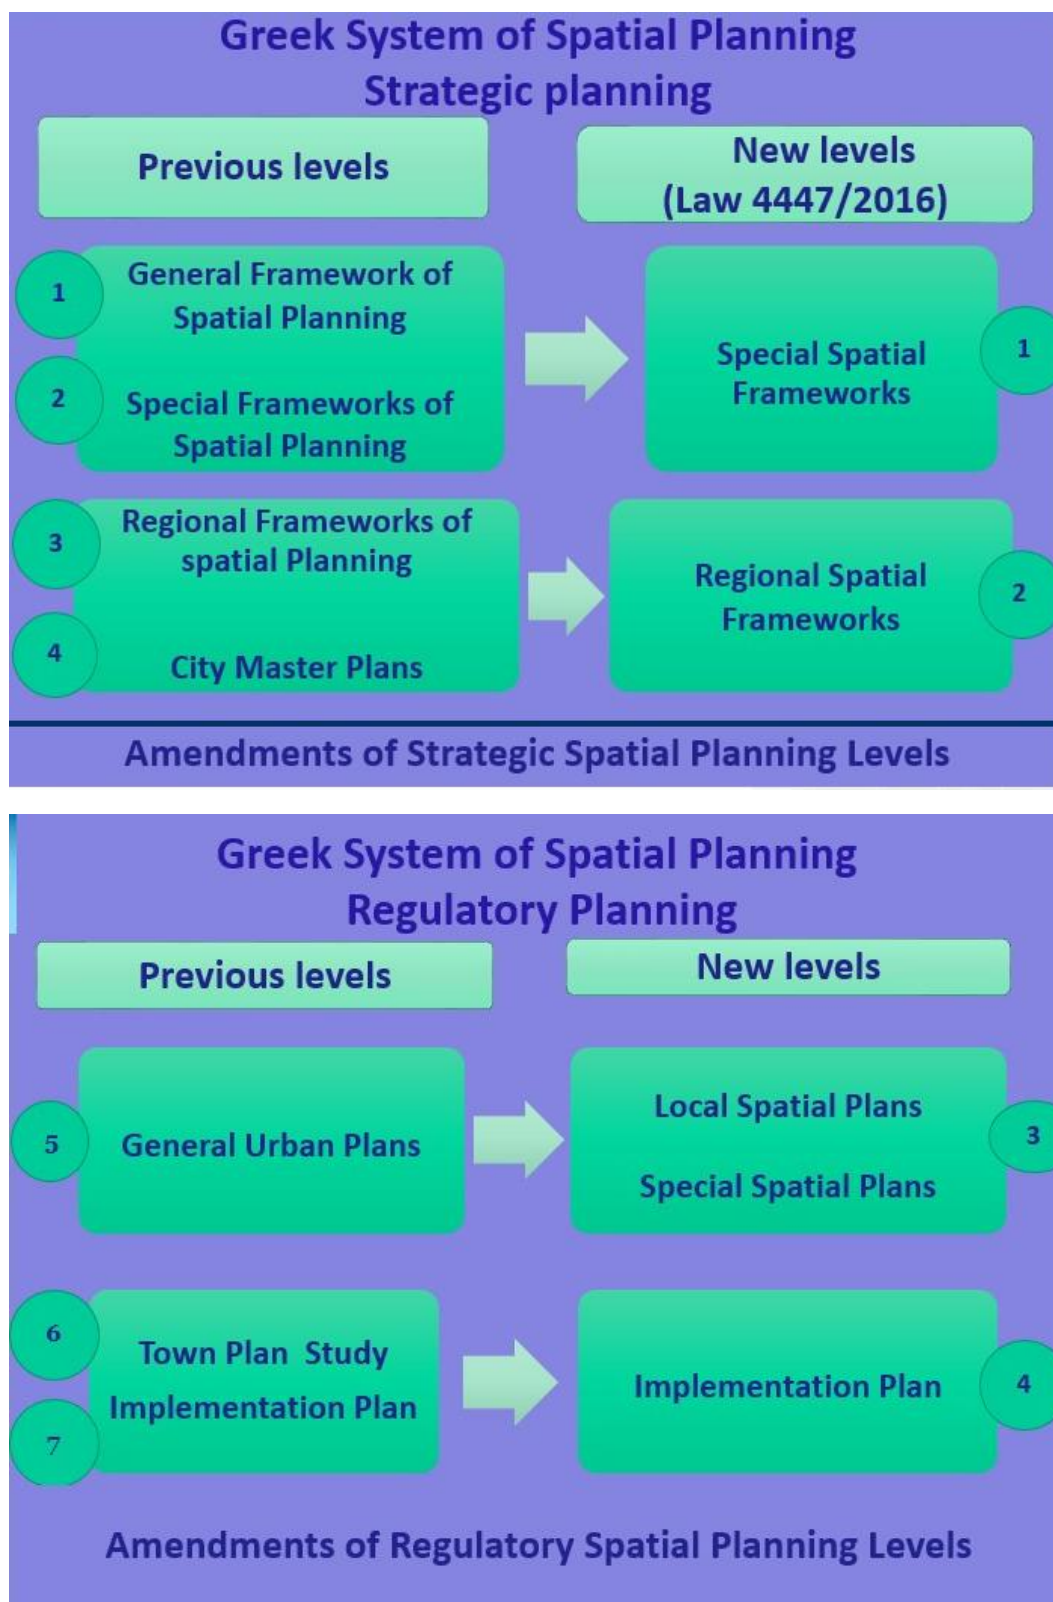 Greek System of Spatial Planning
Strategic planning
Previous levels
New levels
(Law 4447/2016)
1
General Framework of
Spatial Planning
2
Special Frameworks of
Spatial Planning
Special Spatial
Frameworks
1
3
Regional Frameworks of
spatial Planning
4
City Master Plans
Regional Spatial
Frameworks
2
Amendments of Strategic Spatial Planning Levels
Greek System of Spatial Planning
Regulatory Planning
Previous levels
New levels
5
General Urban Plans
Local Spatial Plans
Special Spatial Plans
3
6
Town Plan Study
Implementation Plan
7
Implementation Plan
4
Amendments of Regulatory Spatial Planning Levels